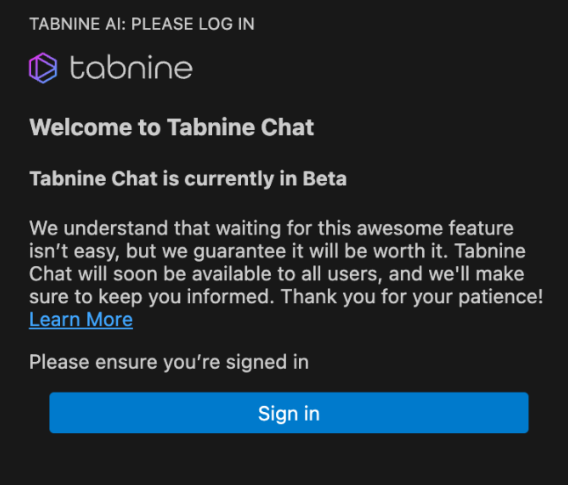 TABNINE AI: PLEASE LOG IN
tabnine
Welcome to Tabnine Chat
Tabnine Chat is currently in Beta
We understand that waiting for this awesome feature
isn’t easy, but we guarantee it will be worth it. Tabnine
Chat will soon be available to all users, and we'll make
sure to keep you informed. Thank you for your patience!
Learn More
Please ensure you’re signed in
Sign in